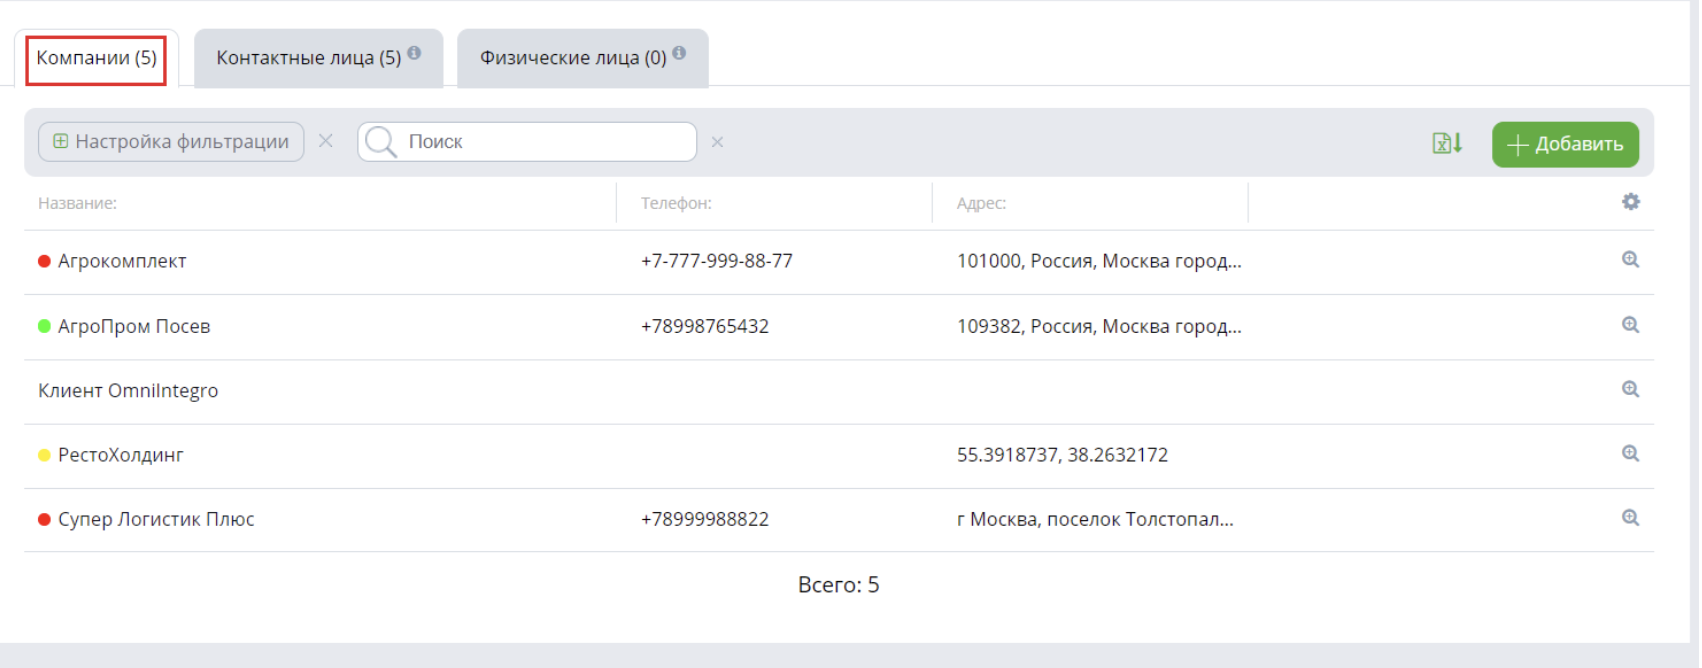 Компании (5) Контактные лица (5) Физические лица (0)
Настройка фильтрации Поиск Добавить
Название: Телефон: Адрес:
Агрокомплект +7-777-999-88-77 101000, Россия, Москва город...
АгроПром Посев +78998765432 109382, Россия, Москва город...
Клиент OmniIntegro
РестоХолдинг 55.3918737, 38.2632172
Супер Логистик Плюс +78999988822 г Москва, поселок Толстопал...
Всего: 5